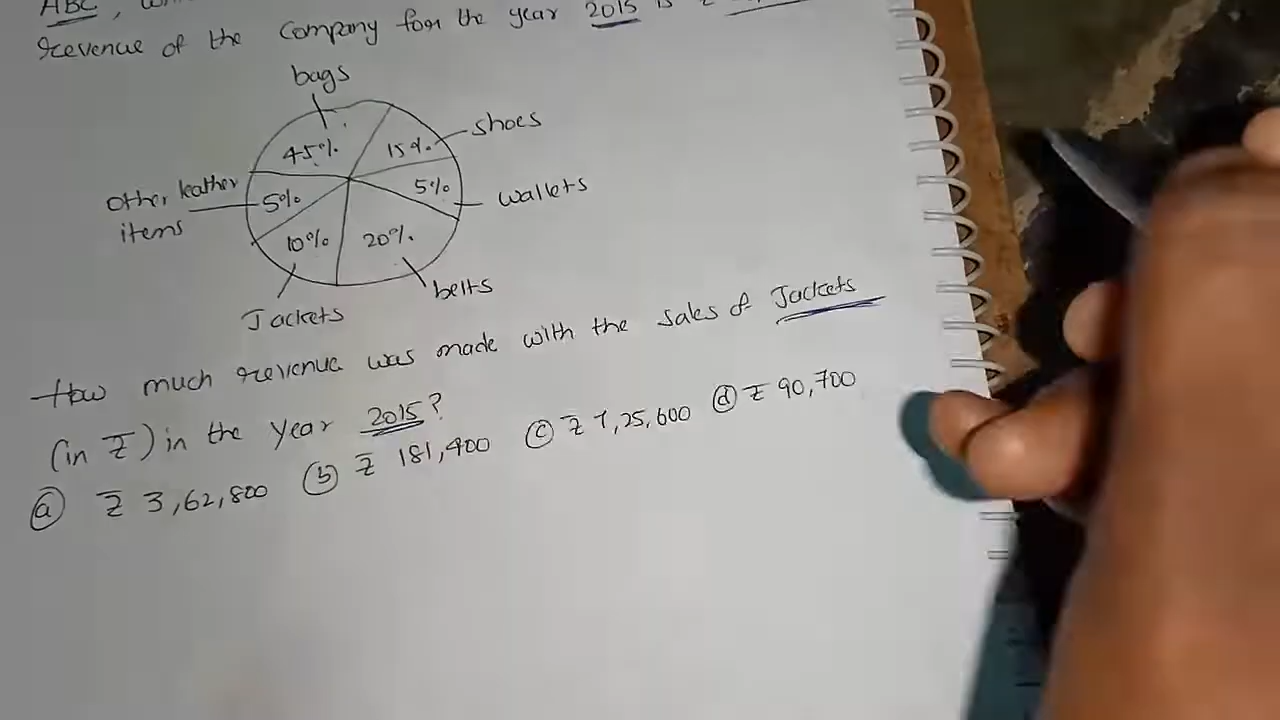 ABC,
revenue of the Company for the year 2015 is ₹
bags
45%
shoes
15%
wallets
5%
Other leather
items
5%
10%
20%
belts
Jackets
How much revenue was made with the sales of Jackets
(in ₹) in the year 2015?
(a) ₹ 3,62,800 (b) ₹ 181,400 (c) ₹ 7,25,600 (d) ₹ 90,700